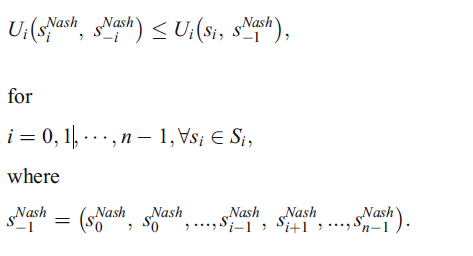 U_i(s_i^{Nash}, s_{-i}^{Nash}) ≤ U_i(s_i, s_{-1}^{Nash}),
for
i = 0, 1, ⋯, n − 1, ∀s_i ∈ S_i,
where
s_{-1}^{Nash} = (s_0^{Nash}, s_0^{Nash}, ..., s_{i-1}^{Nash}, s_{i+1}^{Nash}, ..., s_{n-1}^{Nash}).